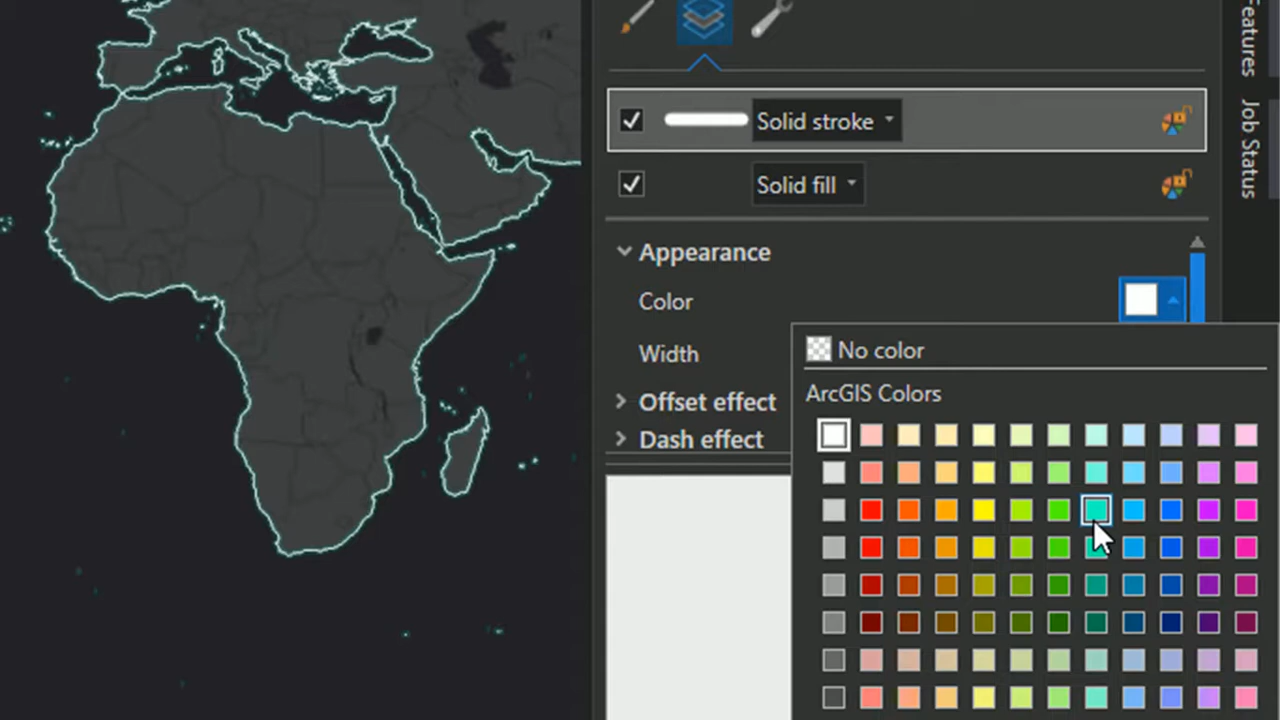 Features
Job Status
Solid stroke
Solid fill
Appearance
Color
Width
Offset effect
Dash effect
No color
ArcGIS Colors